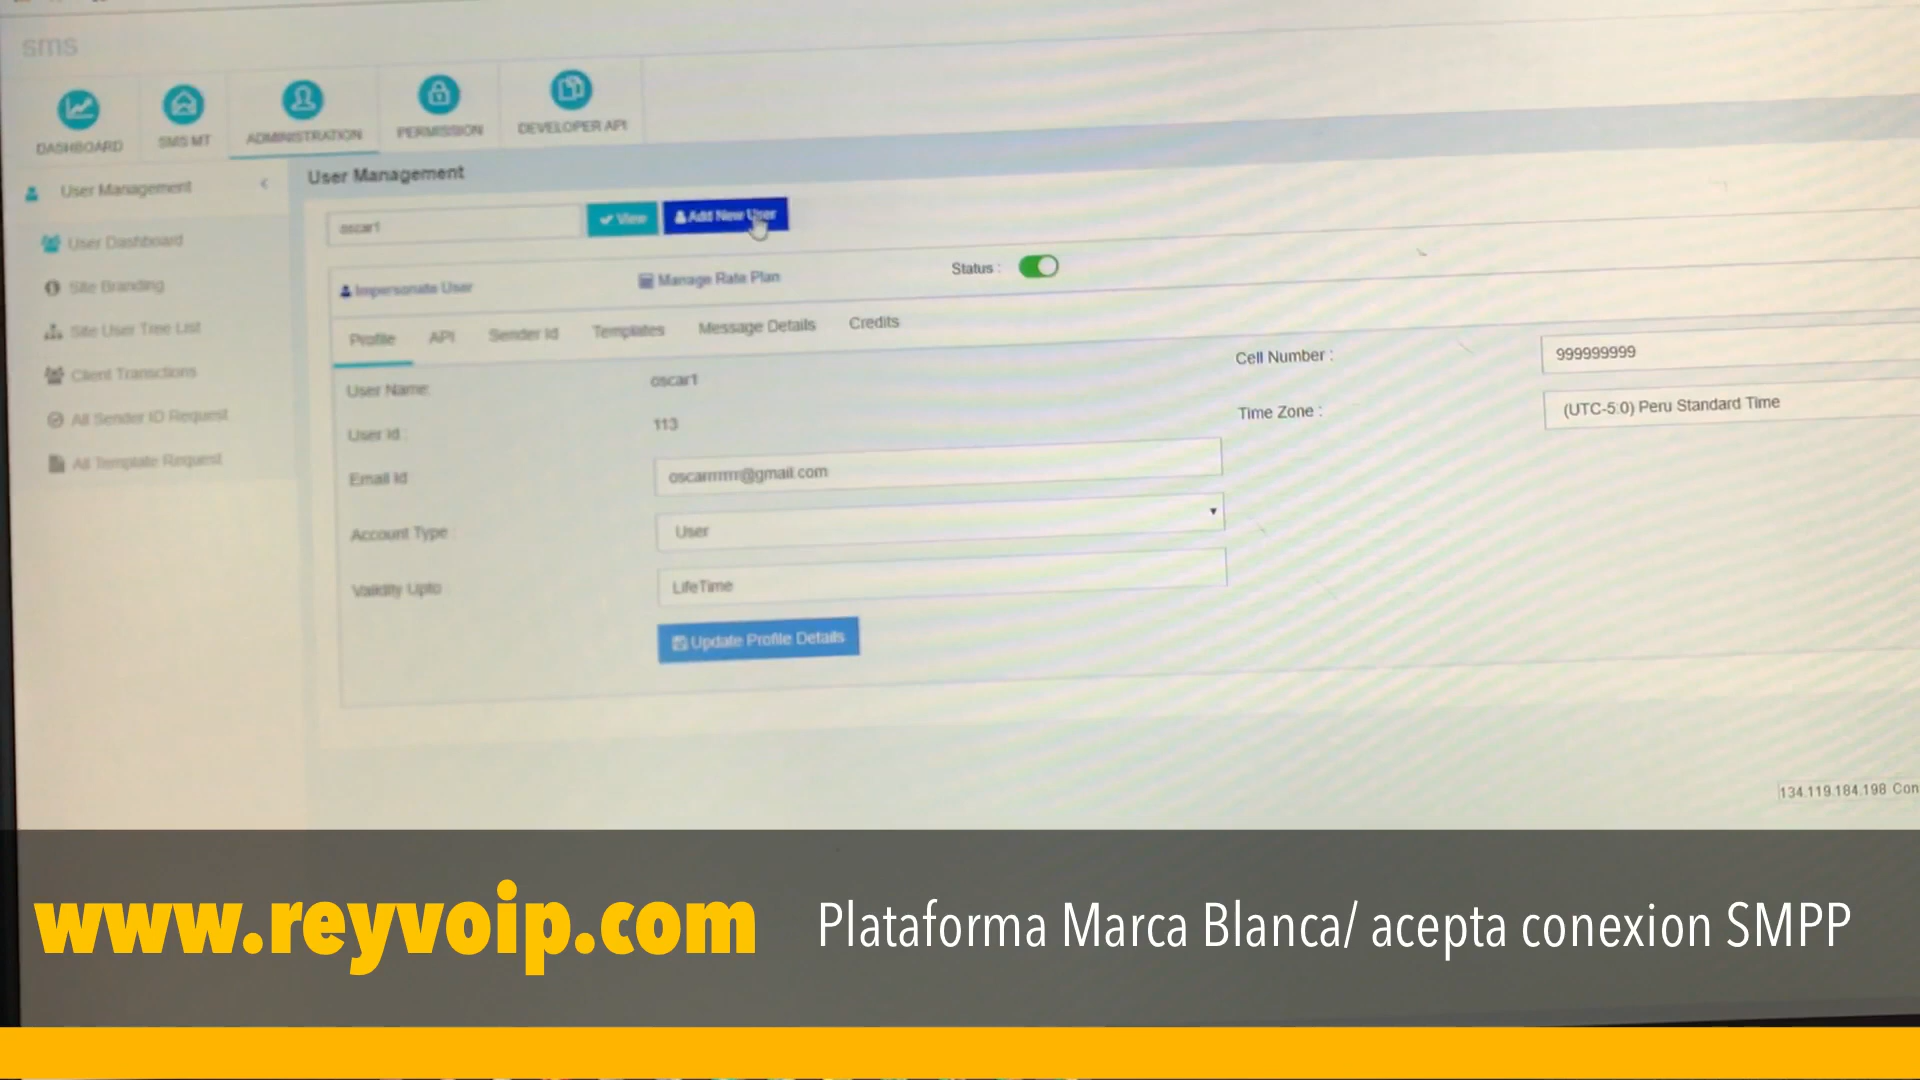 sms
DASHBOARD
SMS MT
ADMINISTRATION
PERMISSION
DEVELOPER API
User Management
User Dashboard
Site Branding
Site User Tree List
Client Transctions
All Sender ID Request
All Template Request
User Management
oscar1
View
Add New User
Impersonate User
Manage Rate Plan
Status :
Profile
API
Sender Id
Templates
Message Details
Credits
User Name:
oscar1
User Id :
113
Email Id
Account Type :
User
Validity Upto
LifeTime
Update Profile Details
Cell Number :
999999999
Time Zone :
(UTC-5:0) Peru Standard Time
134.119.184.198 Con
www.reyvoip.com
Plataforma Marca Blanca/ acepta conexion SMPP